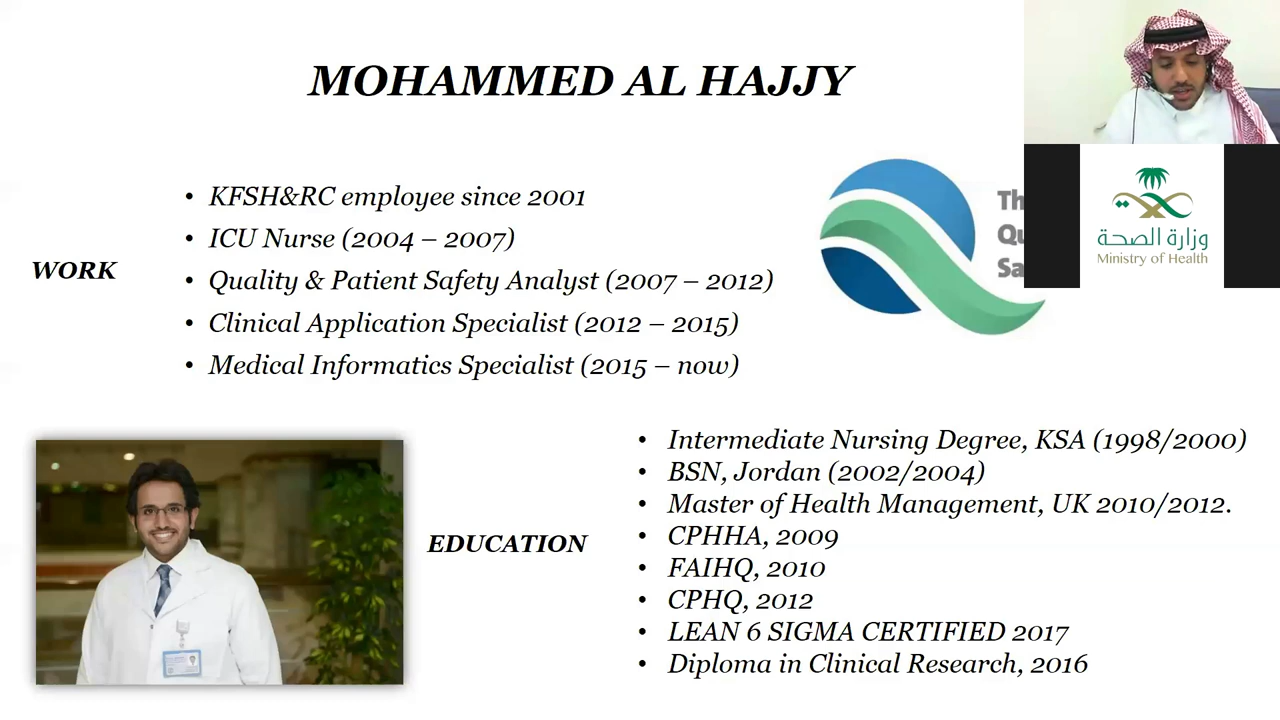 MOHAMMED AL HAJJY
WORK
• KFSH&RC employee since 2001
• ICU Nurse (2004 – 2007)
• Quality & Patient Safety Analyst (2007 – 2012)
• Clinical Application Specialist (2012 – 2015)
• Medical Informatics Specialist (2015 – now)
وزارة الصحة
Ministry of Health
EDUCATION
• Intermediate Nursing Degree, KSA (1998/2000)
• BSN, Jordan (2002/2004)
• Master of Health Management, UK 2010/2012.
• CPHHA, 2009
• FAIHQ, 2010
• CPHQ, 2012
• LEAN 6 SIGMA CERTIFIED 2017
• Diploma in Clinical Research, 2016